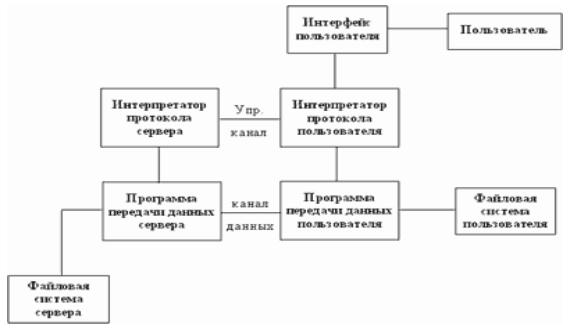 Интерфейс
пользователя
Пользователь
Интерпретатор
протокола
сервера
Упр.
канал
Интерпретатор
протокола
пользователя
Программа
передачи данных
сервера
канал
данных
Программа
передачи данных
пользователя
Файловая
система
пользователя
Файловая
система
сервера